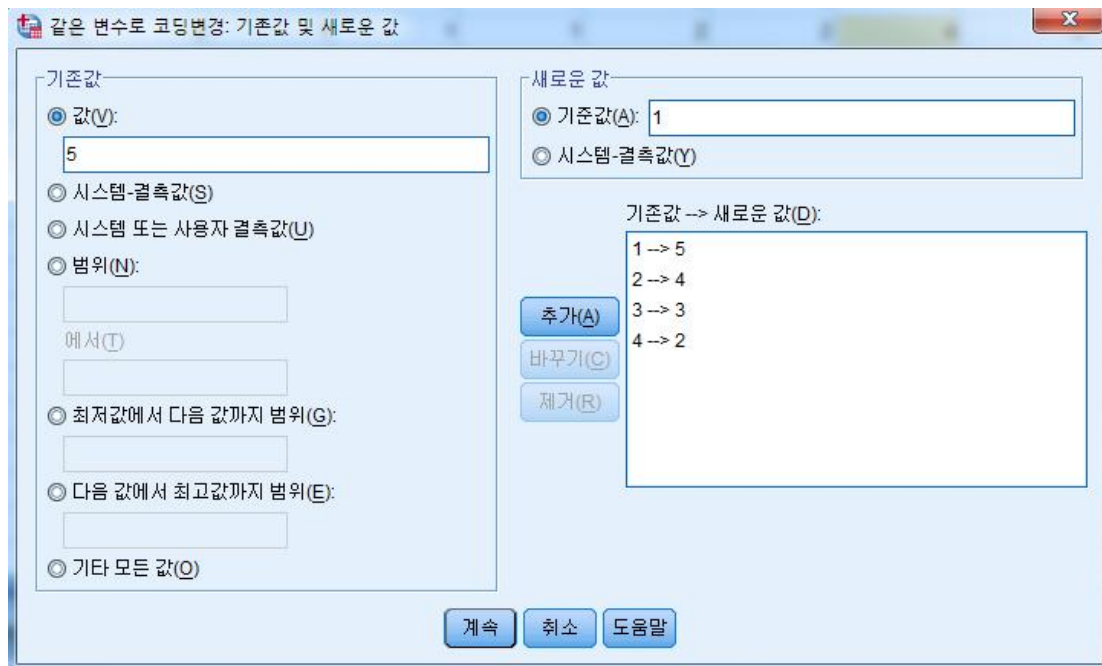 같은 변수로 코딩변경: 기존값 및 새로운 값
기존값
값(V):
5
시스템-결측값(S)
시스템 또는 사용자 결측값(U)
범위(N):
에서(T)
최저값에서 다음 값까지 범위(G):
다음 값에서 최고값까지 범위(E):
기타 모든 값(O)
새로운 값
기준값(A): 1
시스템-결측값(Y)
기존값 --> 새로운 값(D):
1 --> 5
2 --> 4
3 --> 3
4 --> 2
추가(A)
바꾸기(C)
제거(R)
계속 취소 도움말